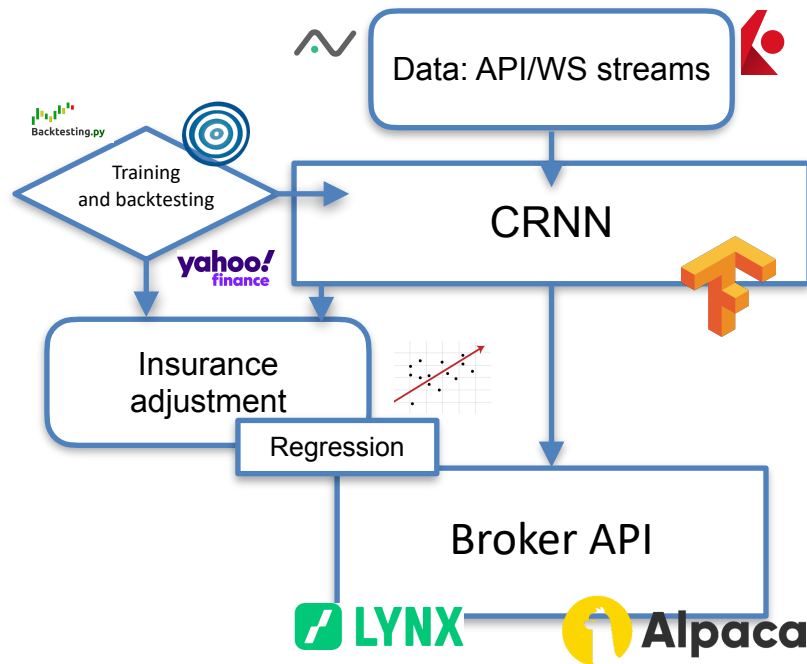 Data: API/WS streams
Backtesting.py
Training
and backtesting
CRNN
yahoo!
finance
Insurance
adjustment
Regression
Broker API
LYNX
Alpaca